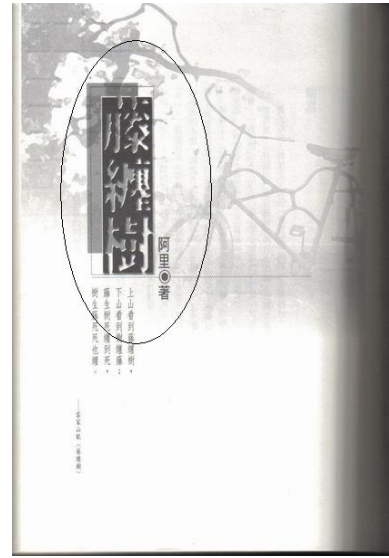 藤纏樹
阿里◉著
上山看到藤纏樹，
下山看到樹纏藤；
藤生樹死纏到死，
樹生藤死死也纏。
——客家山歌〈藤纏樹〉